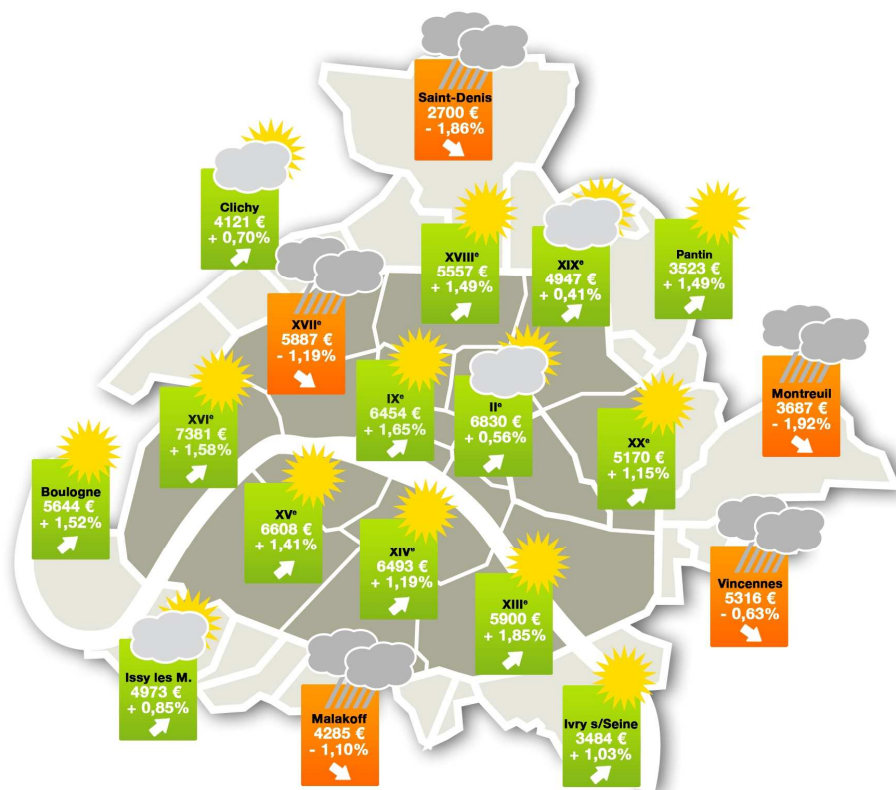 Saint-Denis
2700 €
- 1,86%
Clichy
4121 €
+ 0,70%
XVIIIᵉ
5557 €
+ 1,49%
XIXᵉ
4947 €
+ 0,41%
Pantin
3523 €
+ 1,49%
XVIIᵉ
5887 €
- 1,19%
Montreuil
3687 €
- 1,92%
IXᵉ
6454 €
+ 1,65%
IIᵉ
6830 €
+ 0,56%
XVIᵉ
7381 €
+ 1,58%
XXᵉ
5170 €
+ 1,15%
Boulogne
5644 €
+ 1,52%
XVᵉ
6608 €
+ 1,41%
XIVᵉ
6493 €
+ 1,19%
XIIIᵉ
5900 €
+ 1,85%
Vincennes
5316 €
- 0,63%
Issy les M.
4973 €
+ 0,85%
Malakoff
4285 €
- 1,10%
Ivry s/Seine
3484 €
+ 1,03%